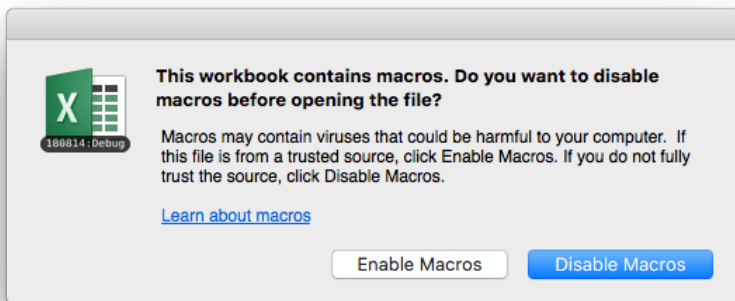 This workbook contains macros. Do you want to disable
macros before opening the file?
X
180814:Debug
Macros may contain viruses that could be harmful to your computer. If
this file is from a trusted source, click Enable Macros. If you do not fully
trust the source, click Disable Macros.
Learn about macros
Enable Macros
Disable Macros